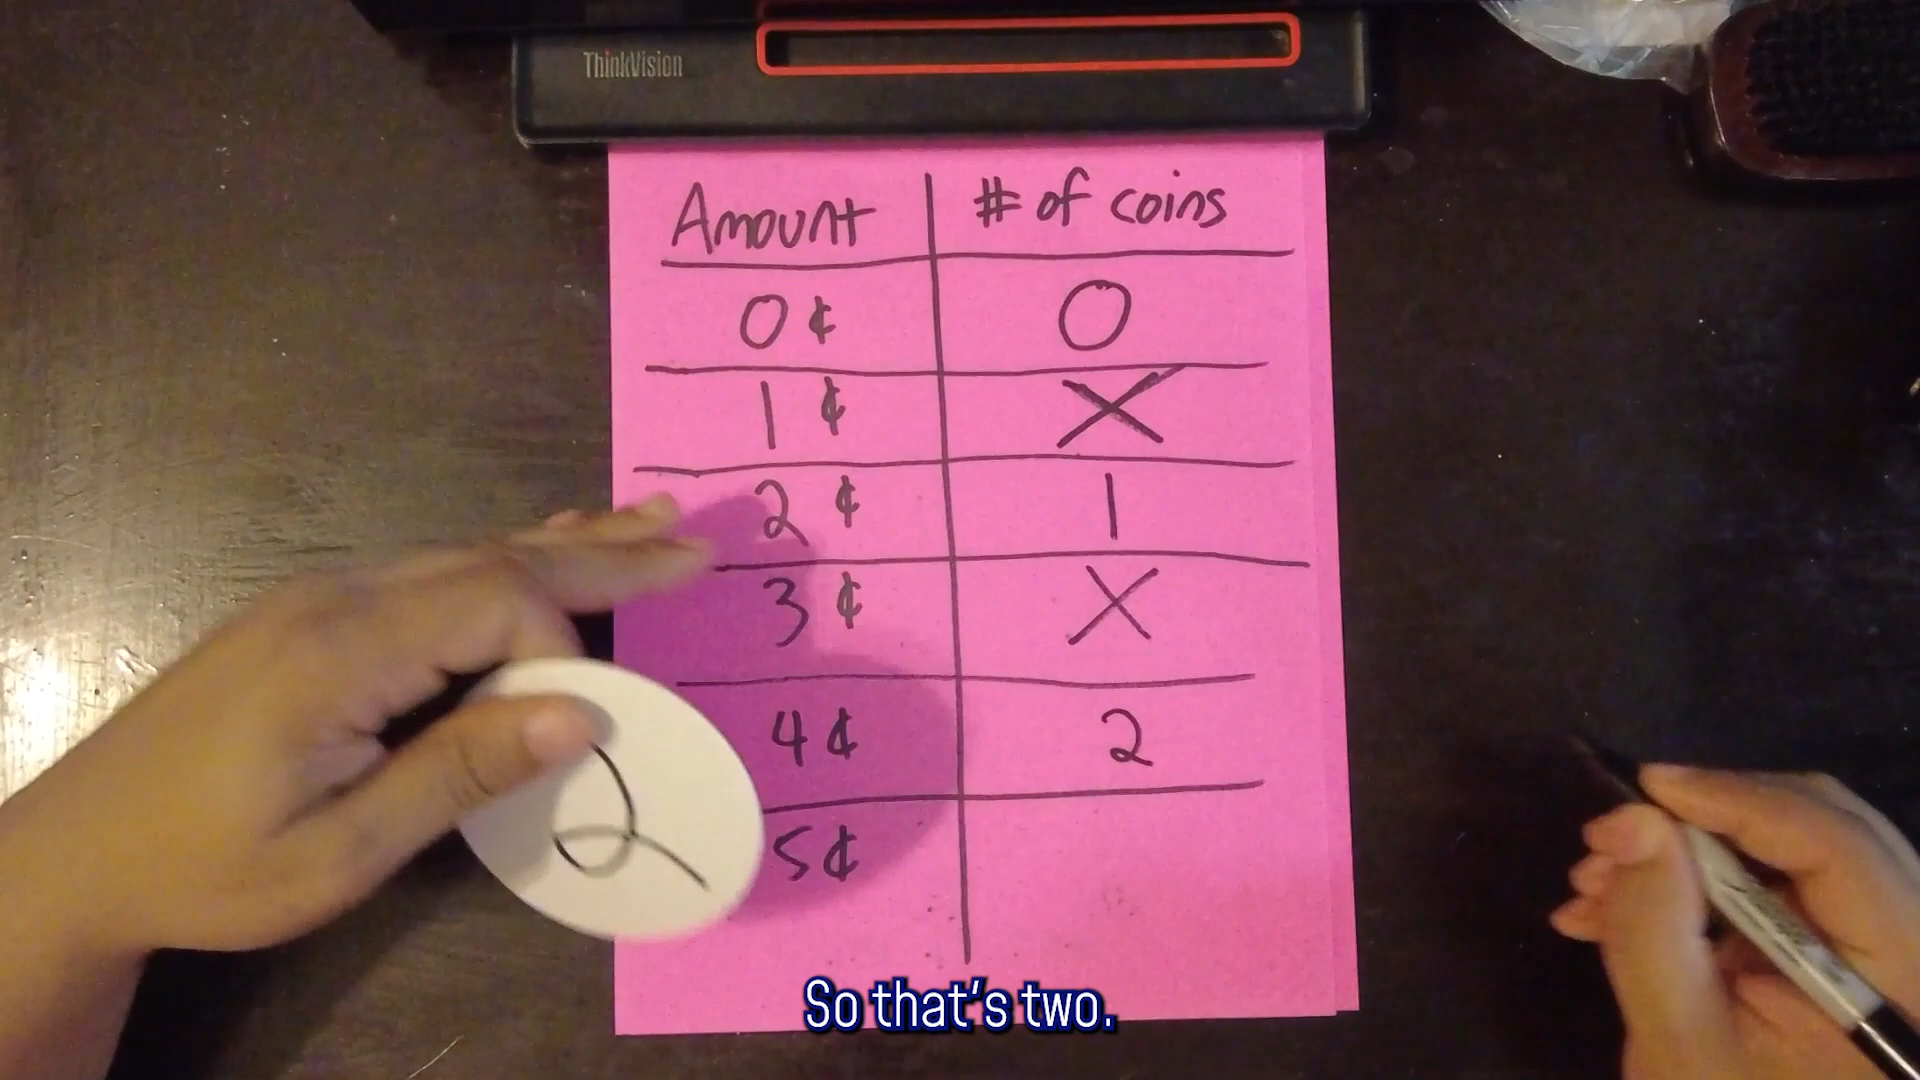 ThinkVision
Amount # of coins
0¢ 0
1¢ X
2¢ 1
3¢ X
4¢ 2
5¢
2
So that's two.